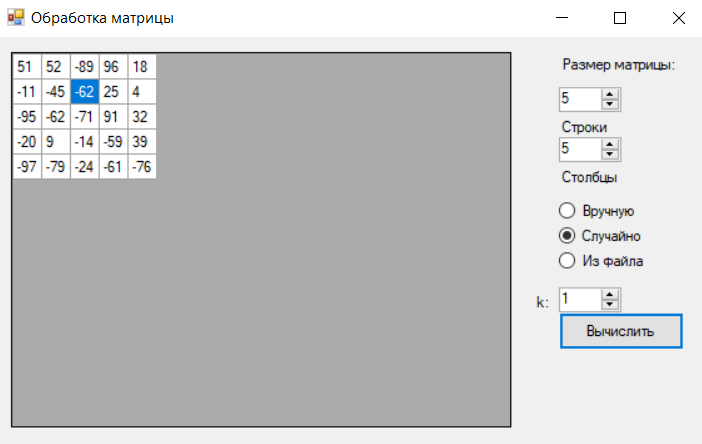 Обработка матрицы
51 52 -89 96 18
-11 -45 -62 25 4
-95 -62 -71 91 32
-20 9 -14 -59 39
-97 -79 -24 -61 -76
Размер матрицы:
5
Строки
5
Столбцы
Вручную
Случайно
Из файла
k: 1
Вычислить